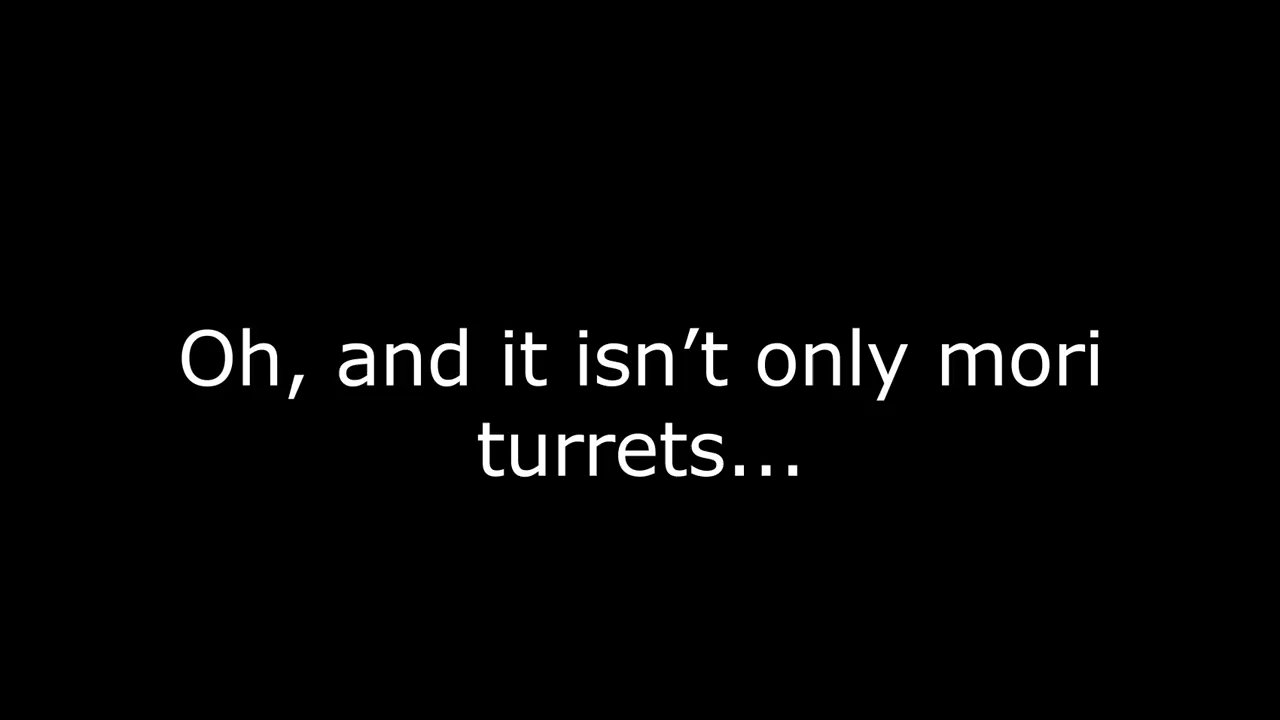 Oh, and it isn’t only mori
turrets...